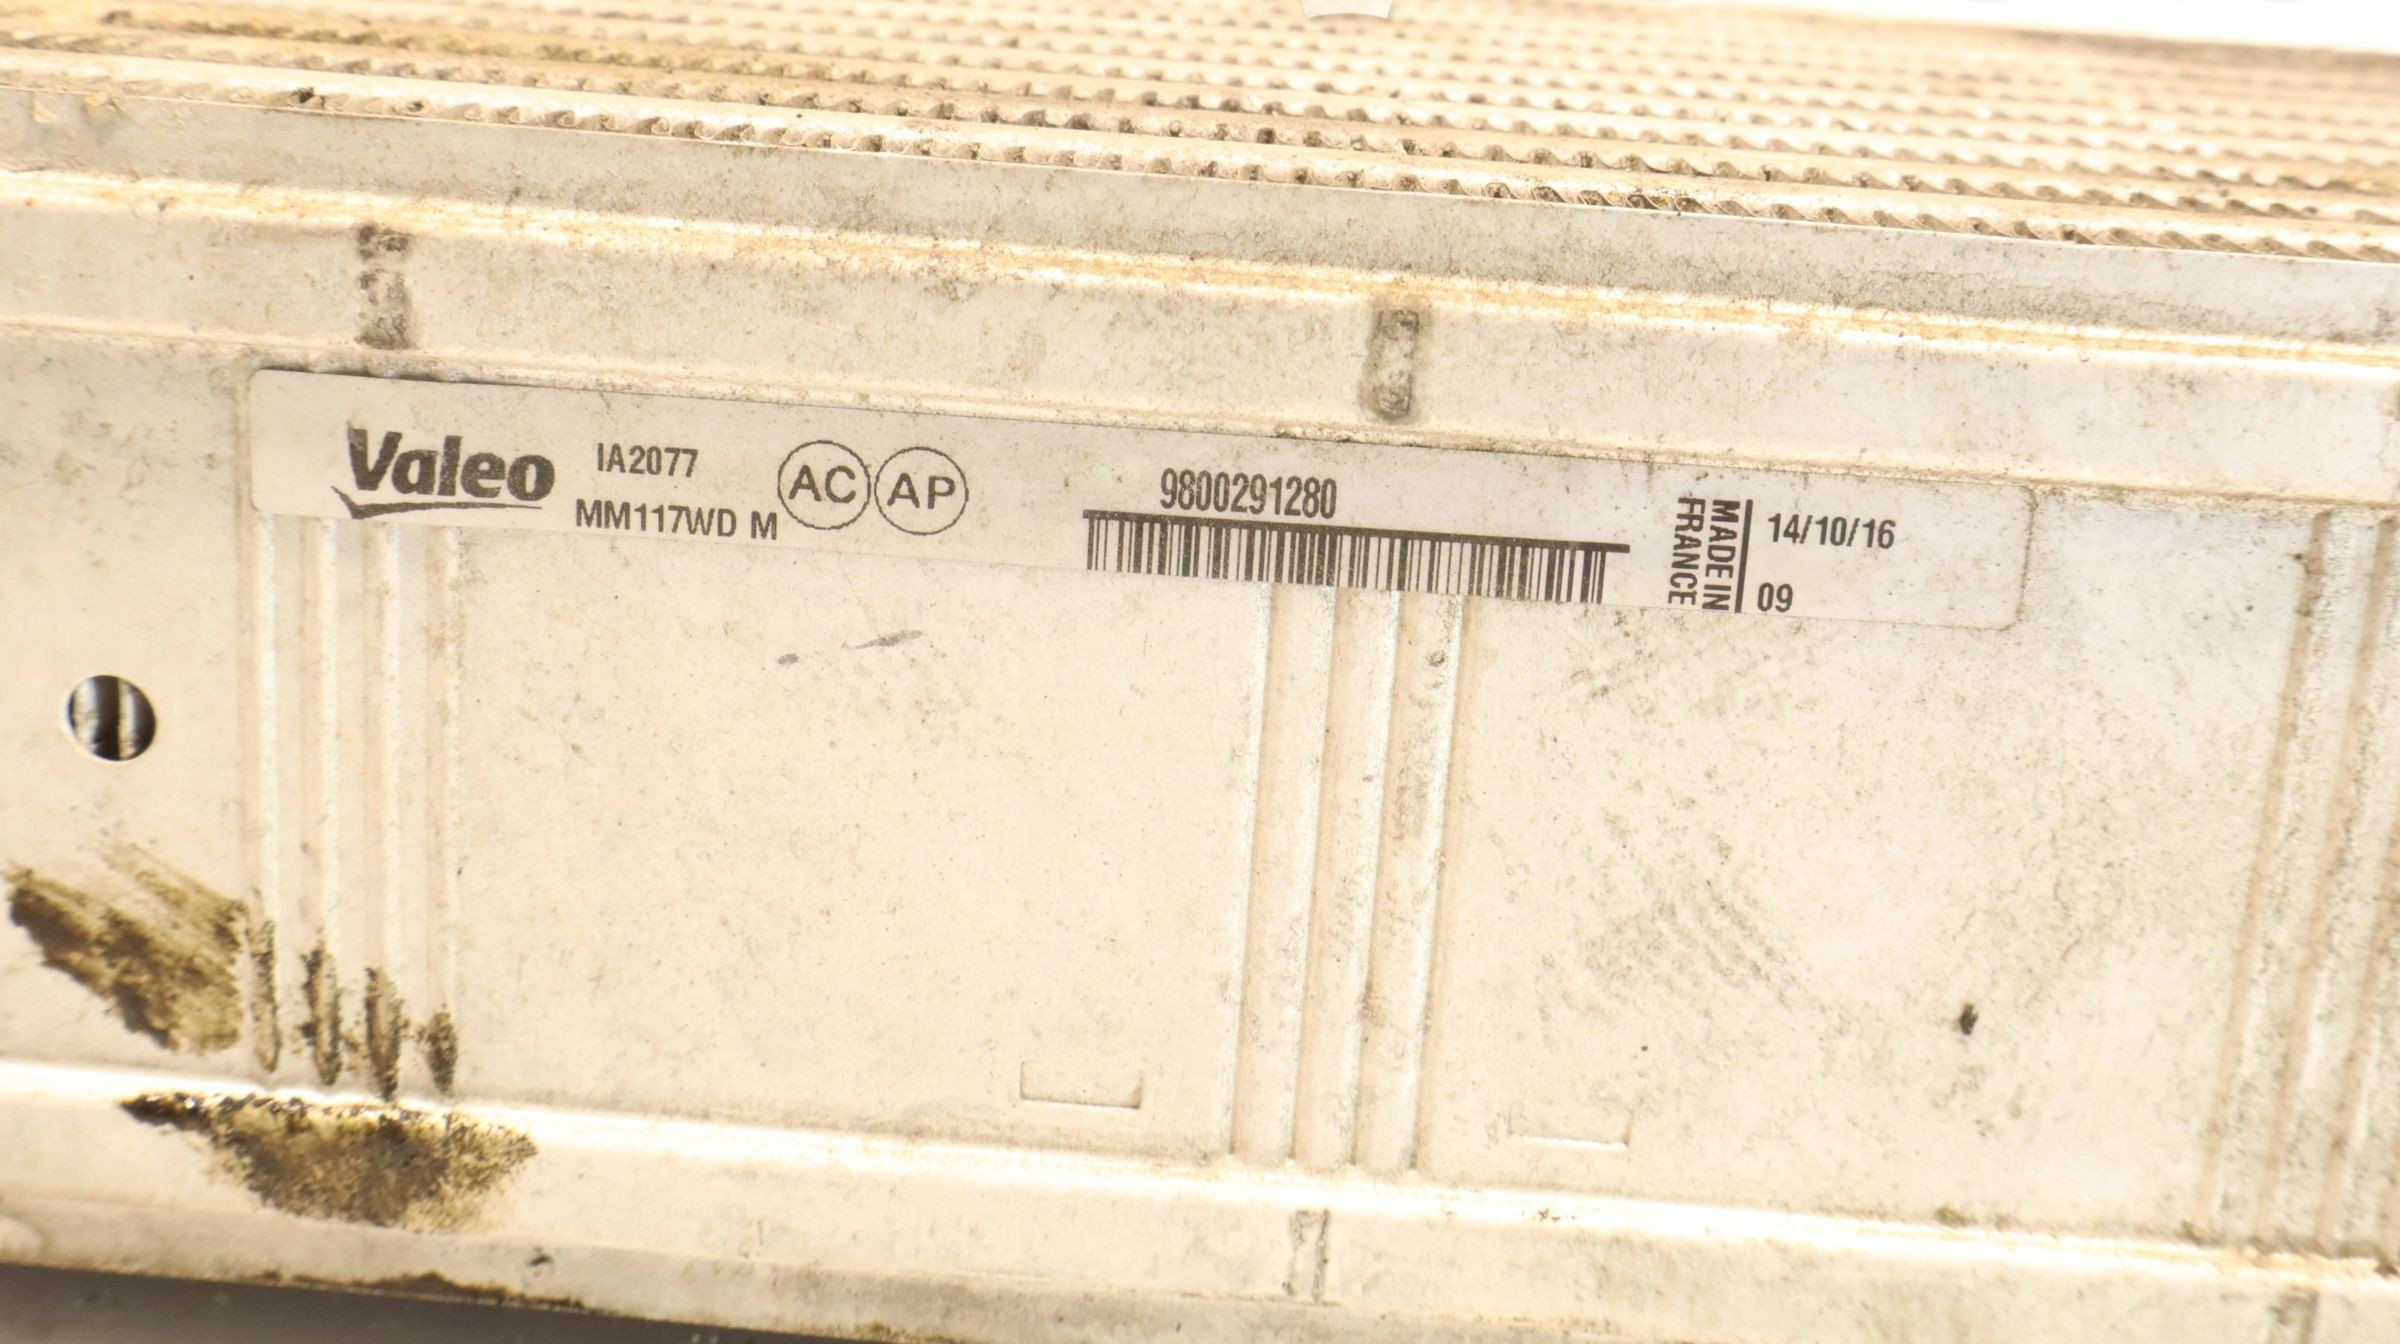 Valeo
IA2077
MM117WD M
AC
AP
9800291280
MADE IN
FRANCE
14/10/16
09